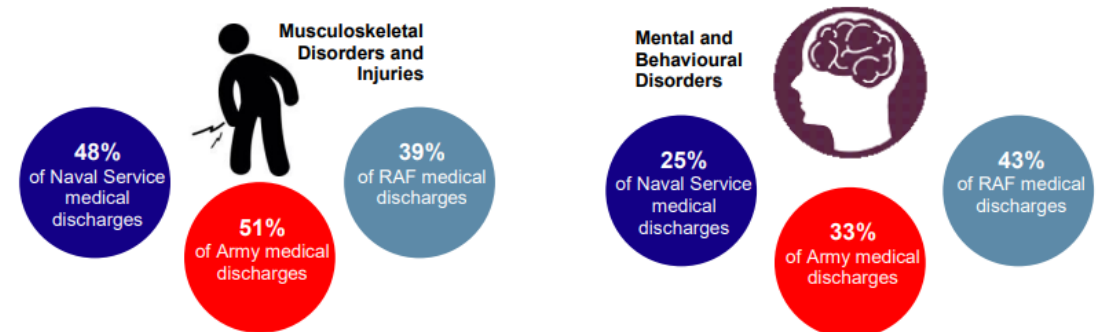 Musculoskeletal
Disorders and
Injuries
48%
of Naval Service
medical
discharges
51%
of Army medical
discharges
39%
of RAF medical
discharges
Mental and
Behavioural
Disorders
25%
of Naval Service
medical
discharges
33%
of Army medical
discharges
43%
of RAF medical
discharges